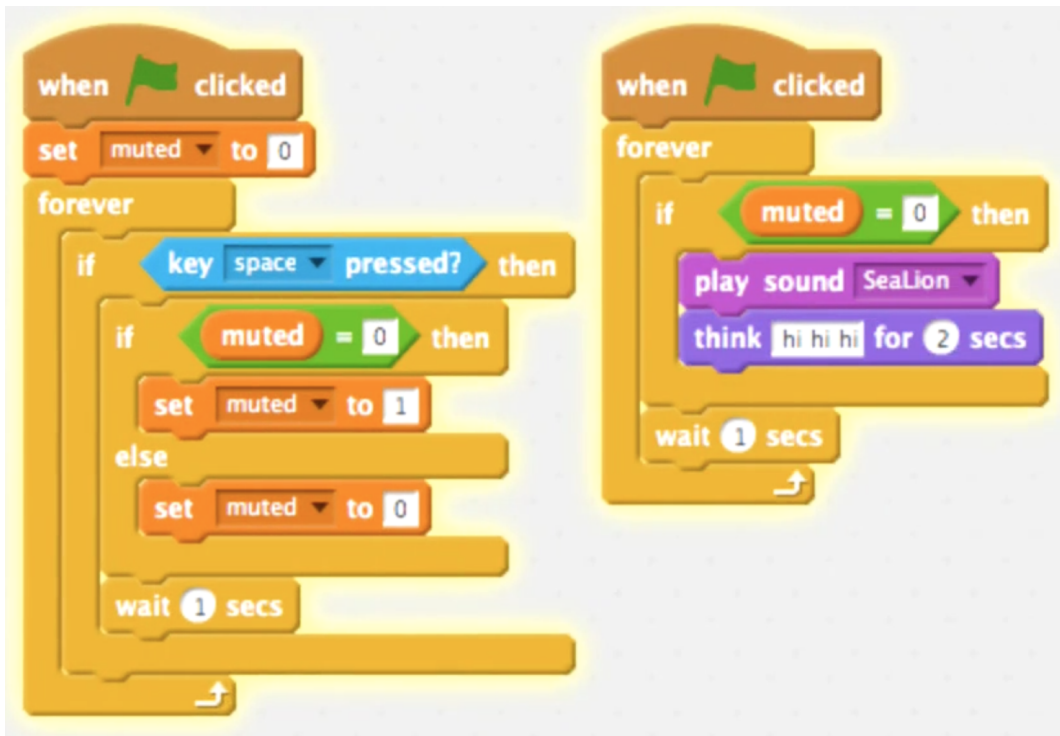 when clicked
set muted to 0
forever
if key space pressed? then
if muted = 0 then
set muted to 1
else
set muted to 0
wait 1 secs
when clicked
forever
if muted = 0 then
play sound SeaLion
think hi hi hi for 2 secs
wait 1 secs